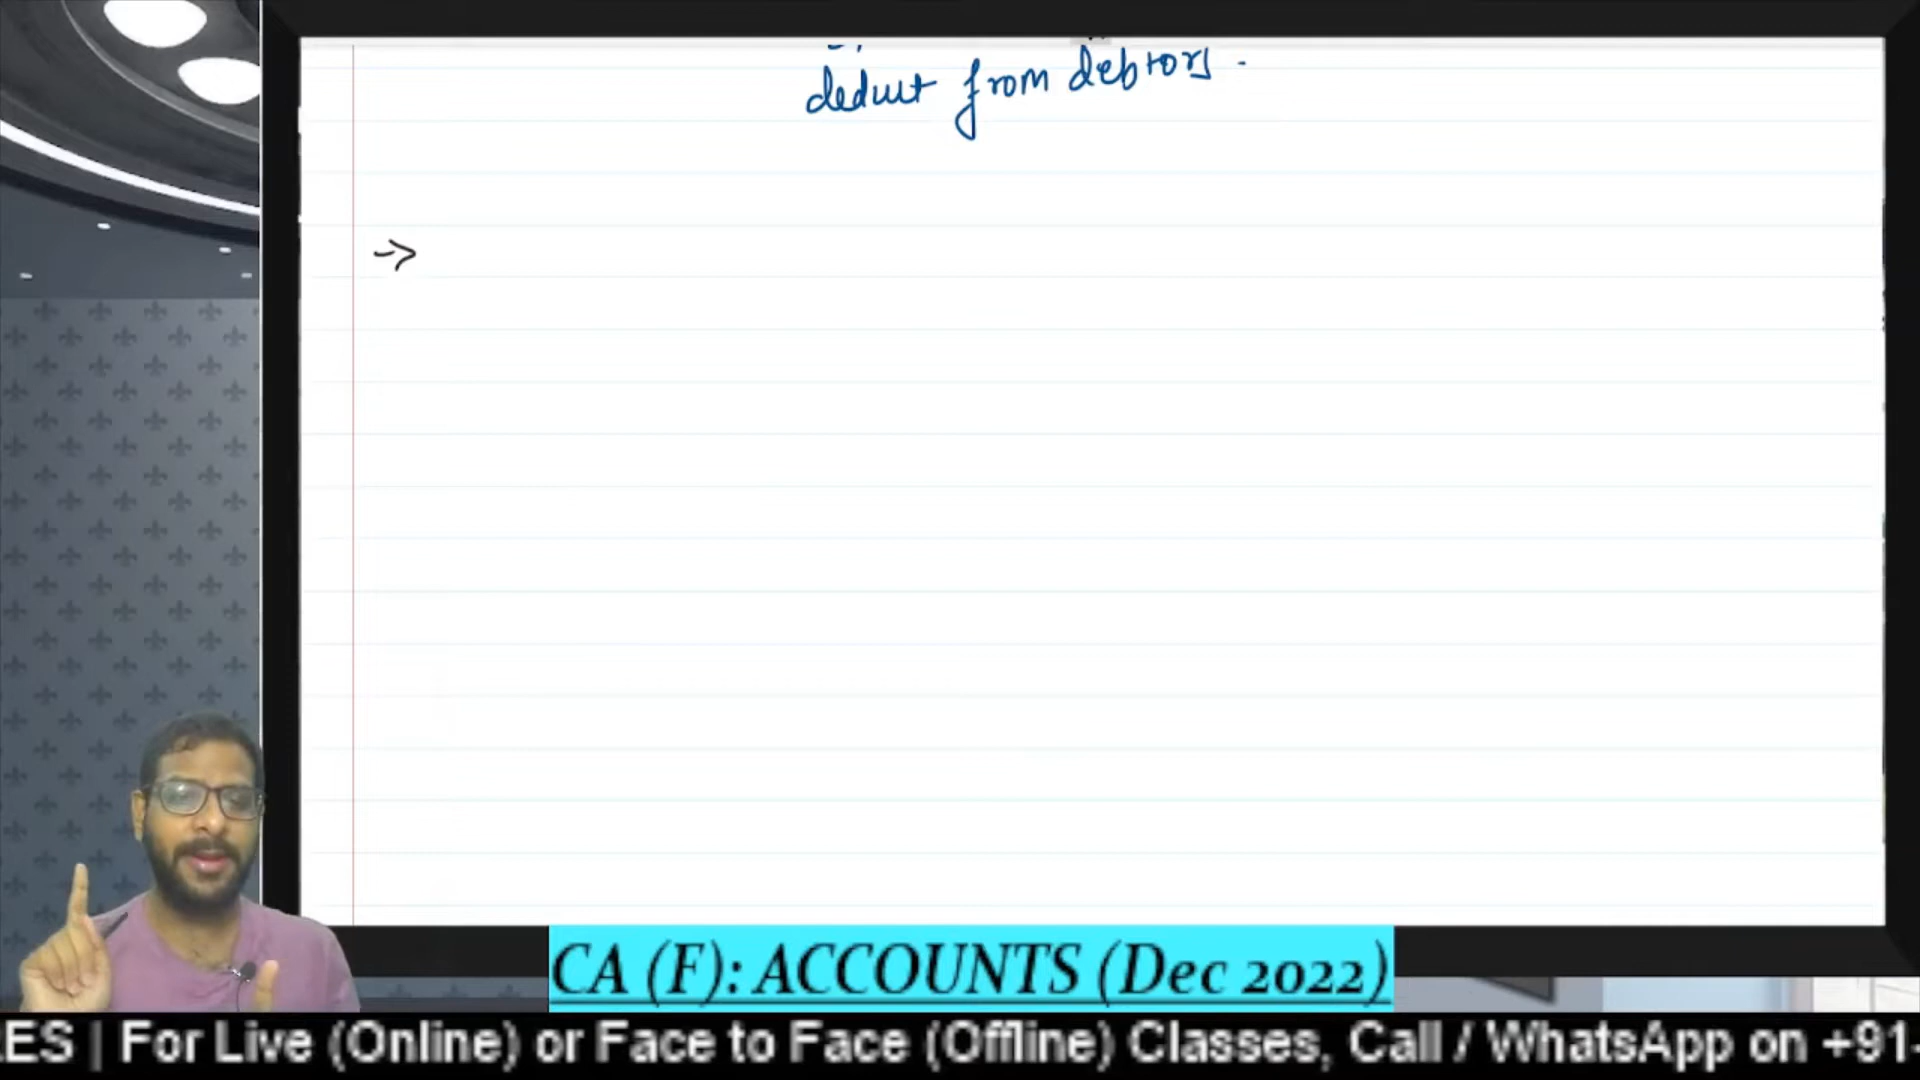 deduct from debtors.
->
CA (F): ACCOUNTS (Dec 2022)
ES | For Live (Online) or Face to Face (Offline) Classes, Call / WhatsApp on +91-